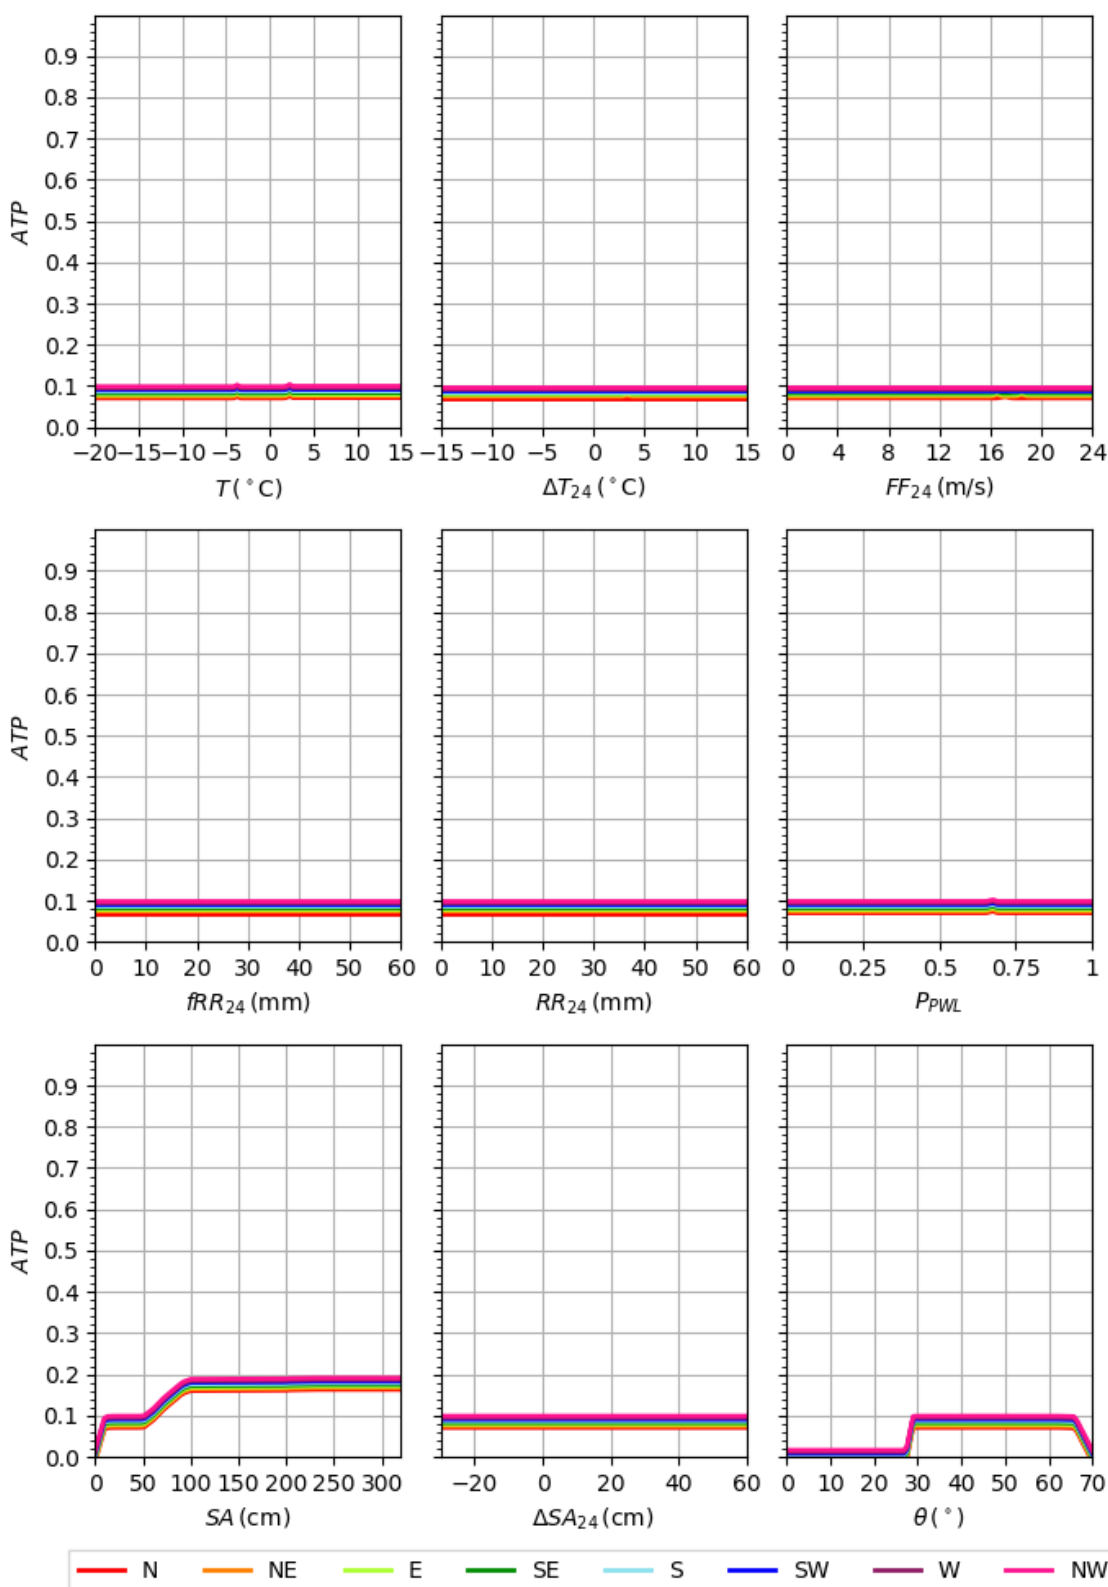 0.9
0.8
0.7
0.6
0.5
0.4
0.3
0.2
0.1
0.0
ATP
−20 −15 −10 −5 0 5 10 15
T (°C)
−15 −10 −5 0 5 10 15
ΔT24 (°C)
0 4 8 12 16 20 24
FF24 (m/s)
0.9
0.8
0.7
0.6
0.5
0.4
0.3
0.2
0.1
0.0
ATP
0 10 20 30 40 50 60
fRR24 (mm)
0 10 20 30 40 50 60
RR24 (mm)
0 0.25 0.5 0.75 1
PPWL
0.9
0.8
0.7
0.6
0.5
0.4
0.3
0.2
0.1
0.0
ATP
0 50 100 150 200 250 300
SA (cm)
−20 0 20 40 60
ΔSA24 (cm)
0 10 20 30 40 50 60 70
θ (°)
N NE E SE S SW W NW